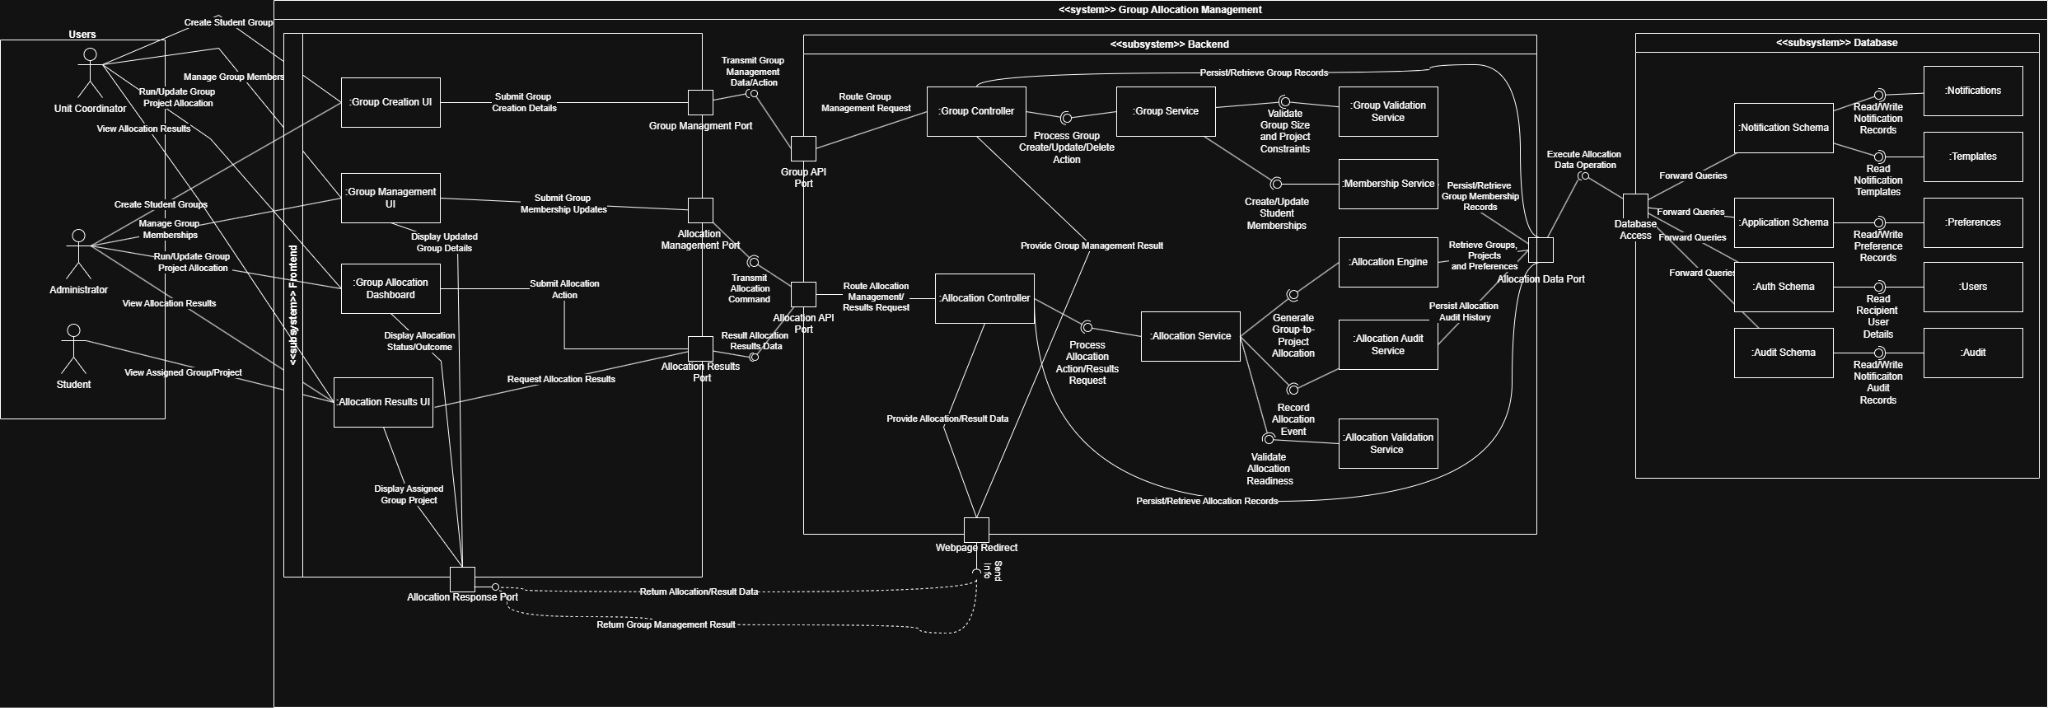 <<system>> Group Allocation Management
Users
Unit Coordinator
Administrator
Student
Create Student Group
Manage Group Members
Run/Update Group
Project Allocation
View Allocation Results
Create Student Groups
Manage Group
Memberships
Run/Update Group
Project Allocation
View Allocation Results
View Assigned Group/Project
<<subsystem>> Frontend
:Group Creation UI
:Group Management
UI
:Group Allocation
Dashboard
:Allocation Results UI
Submit Group
Creation Details
Submit Group
Membership Updates
Display Updated
Group Details
Submit Allocation
Action
Display Allocation
Status/Outcome
Request Allocation Results
Display Assigned
Group Project
Group Managment Port
Allocation
Management Port
Allocation Results
Port
Allocation Response Port
Transmit Group
Management
Data/Action
Transmit
Allocation
Command
Result Allocation
Results Data
Group API
Port
Allocation API
Port
<<subsystem>> Backend
Route Group
Management Request
:Group Controller
Persist/Retrieve Group Records
Process Group
Create/Update/Delete
Action
:Group Service
Validate
Group Size
and Project
Constraints
:Group Validation
Service
Create/Update
Student
Memberships
:Membership Service
Persist/Retrieve
Group Membership
Records
Provide Group Management Result
Route Allocation
Management/
Results Request
:Allocation Controller
Process
Allocation
Action/Results
Request
:Allocation Service
Generate
Group-to-
Project
Allocation
:Allocation Engine
Retrieve Groups,
Projects
and Preferences
:Allocation Audit
Service
Persist Allocation
Audit History
Record
Allocation
Event
:Allocation Validation
Service
Validate
Allocation
Readiness
Provide Allocation/Result Data
Persist/Retrieve Allocation Records
Allocation Data Port
Webpage Redirect
Send
Info
Return Allocation/Result Data
Return Group Management Result
Execute Allocation
Data Operation
<<subsystem>> Database
Database
Access
Forward Queries
Forward Queries
Forward Queries
Forward Queries
:Notification Schema
:Application Schema
:Auth Schema
:Audit Schema
Read/Write
Notification
Records
Read
Notification
Templates
Read/Write
Preference
Records
Read
Recipient
User
Details
Read/Write
Notificaiton
Audit
Records
:Notifications
:Templates
:Preferences
:Users
:Audit